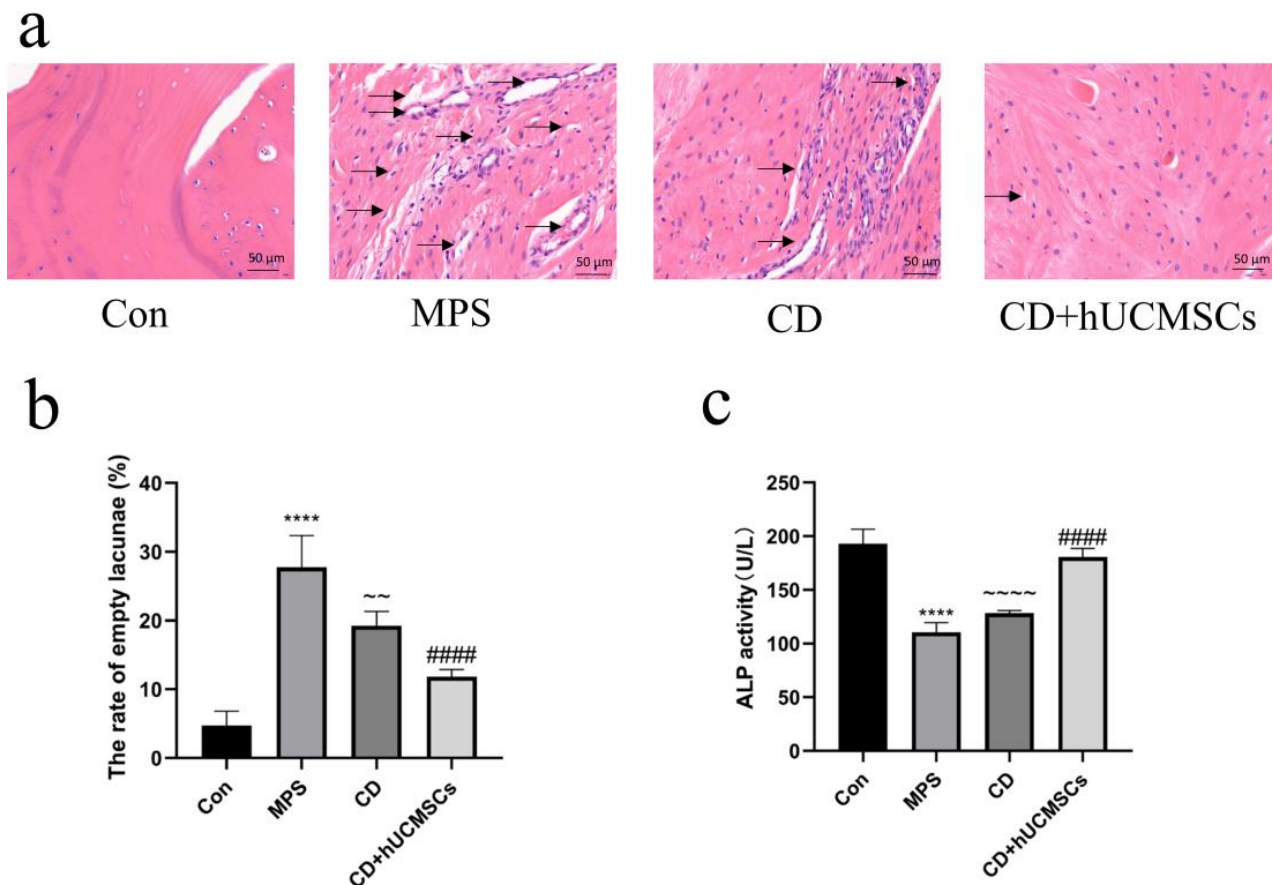 a
50 μm
50 μm
50 μm
50 μm
Con
MPS
CD
CD+hUCMSCs
b
The rate of empty lacunae (%)
40
30
20
10
0
****
~~
####
Con
MPS
CD
CD+hUCMSCs
c
ALP activity(U/L)
250
200
150
100
50
0
****
~~~~
####
Con
MPS
CD
CD+hUCMSCs